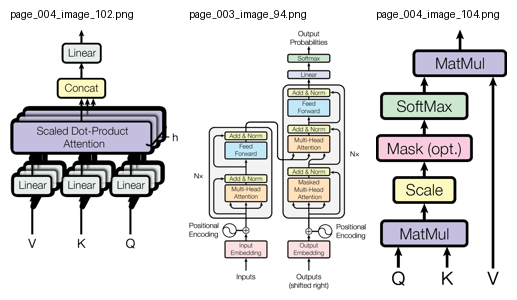 page_004_image_102.png
Linear
Concat
Scaled Dot-Product
Attention
h
Linear
Linear
Linear
V
K
Q
page_003_image_94.png
Output
Probabilities
Softmax
Linear
Add & Norm
Feed
Forward
Add & Norm
Multi-Head
Attention
Add & Norm
Masked
Multi-Head
Attention
Nx
Add & Norm
Feed
Forward
Add & Norm
Multi-Head
Attention
Nx
Positional
Encoding
Positional
Encoding
Input
Embedding
Output
Embedding
Inputs
Outputs
(shifted right)
page_004_image_104.png
MatMul
SoftMax
Mask (opt.)
Scale
MatMul
Q
K
V